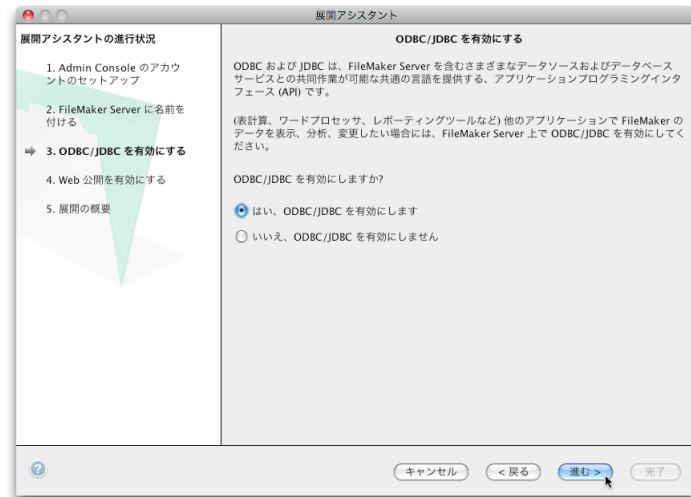 展開アシスタント
展開アシスタントの進行状況
1. Admin Console のアカウ
ントのセットアップ
2. FileMaker Server に名前を
付ける
3. ODBC/JDBC を有効にする
4. Web 公開を有効にする
5. 展開の概要
ODBC/JDBC を有効にする
ODBC および JDBC は、FileMaker Server を含むさまざまなデータソースおよびデータベース
サービスとの共同作業が可能な共通の言語を提供する、アプリケーションプログラミングインタ
フェース (API) です。
(表計算、ワードプロセッサ、レポーティングツールなど) 他のアプリケーションで FileMaker の
データを表示、分析、変更したい場合には、FileMaker Server 上で ODBC/JDBC を有効にしてく
ださい。
ODBC/JDBC を有効にしますか?
はい、ODBC/JDBC を有効にします
いいえ、ODBC/JDBC を有効にしません
?
キャンセル
< 戻る
進む >
完了